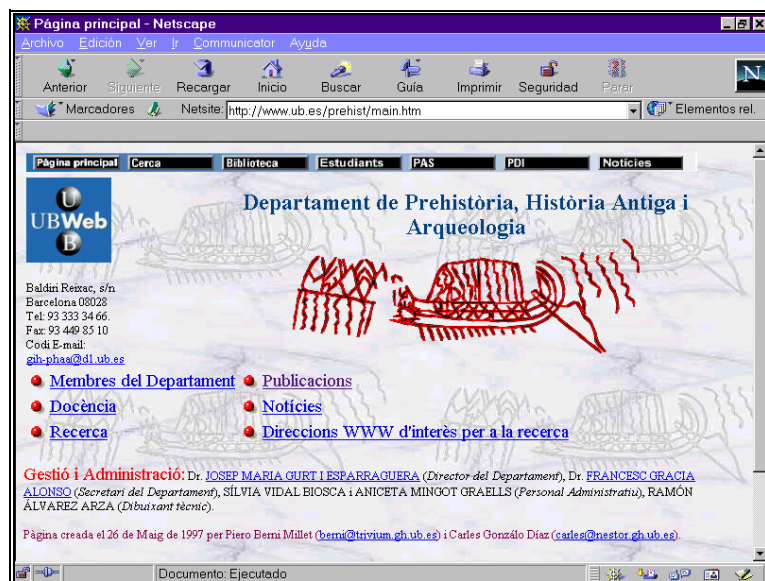 Página principal - Netscape
Archivo Edición Ver Ir Communicator Ayuda
Anterior Siguiente Recargar Inicio Buscar Guía Imprimir Seguridad Parar
N
Marcadores Netsite: http://www.ub.es/prehist/main.htm Elementos rel.
Pàgina principal Cerca Biblioteca Estudiants PAS PDI Notícies
U
UBWeb
B
Departament de Prehistòria, Història Antiga i
Arqueologia
Baldiri Reixac, s/n
Barcelona 08028
Tel: 93 333 34 66.
Fax: 93 449 85 10
Codi E-mail:
gih-phaa@d1.ub.es
Membres del Departament Publicacions
Docència Notícies
Recerca Direccions WWW d'interès per a la recerca
Gestió i Administració: Dr. JOSEP MARIA GURT I ESPARRAGUERA (Director del Departament), Dr. FRANCESC GRACIA
ALONSO (Secretari del Departament), SÍLVIA VIDAL BIOSCA i ANICETA MINGOT GRAELLS (Personal Administratiu), RAMÓN
ÁLVAREZ ARZA (Dibuixant tècnic).
Pàgina creada el 26 de Maig de 1997 per Piero Berni Millet (berni@trivium.gh.ub.es) i Carles Gonzálo Díaz (carles@nestor.gh.ub.es).
Documento: Ejecutado